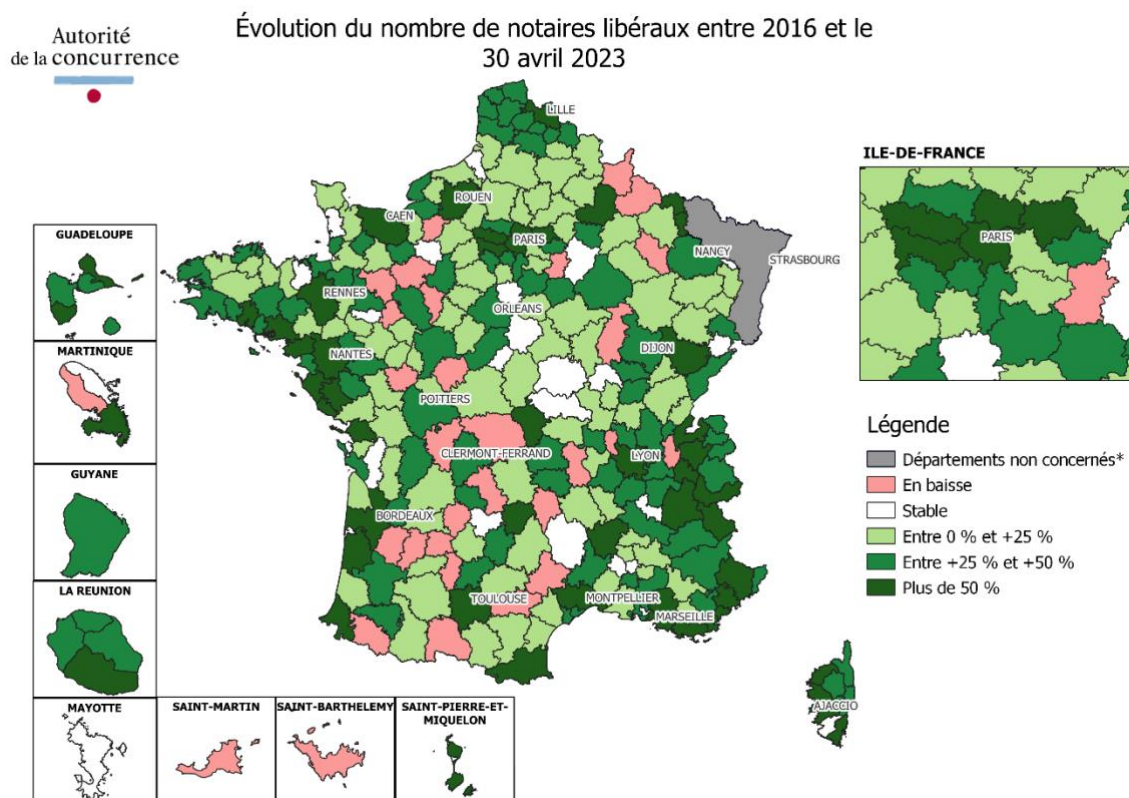 Autorité
de la concurrence
Évolution du nombre de notaires libéraux entre 2016 et le
30 avril 2023
LILLE
ROUEN
CAEN
PARIS
NANCY
STRASBOURG
RENNES
ORLEANS
NANTES
DIJON
POITIERS
CLERMONT-FERRAND
LYON
BORDEAUX
TOULOUSE
MONTPELLIER
MARSEILLE
AJACCIO
ILE-DE-FRANCE
PARIS
GUADELOUPE
MARTINIQUE
GUYANE
LA REUNION
MAYOTTE
SAINT-MARTIN
SAINT-BARTHELEMY
SAINT-PIERRE-ET-
MIQUELON
Légende
Départements non concernés*
En baisse
Stable
Entre 0 % et +25 %
Entre +25 % et +50 %
Plus de 50 %